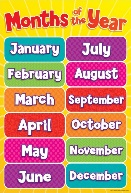 Months of the Year
January
July
February
August
March
September
April
October
May
November
June
December